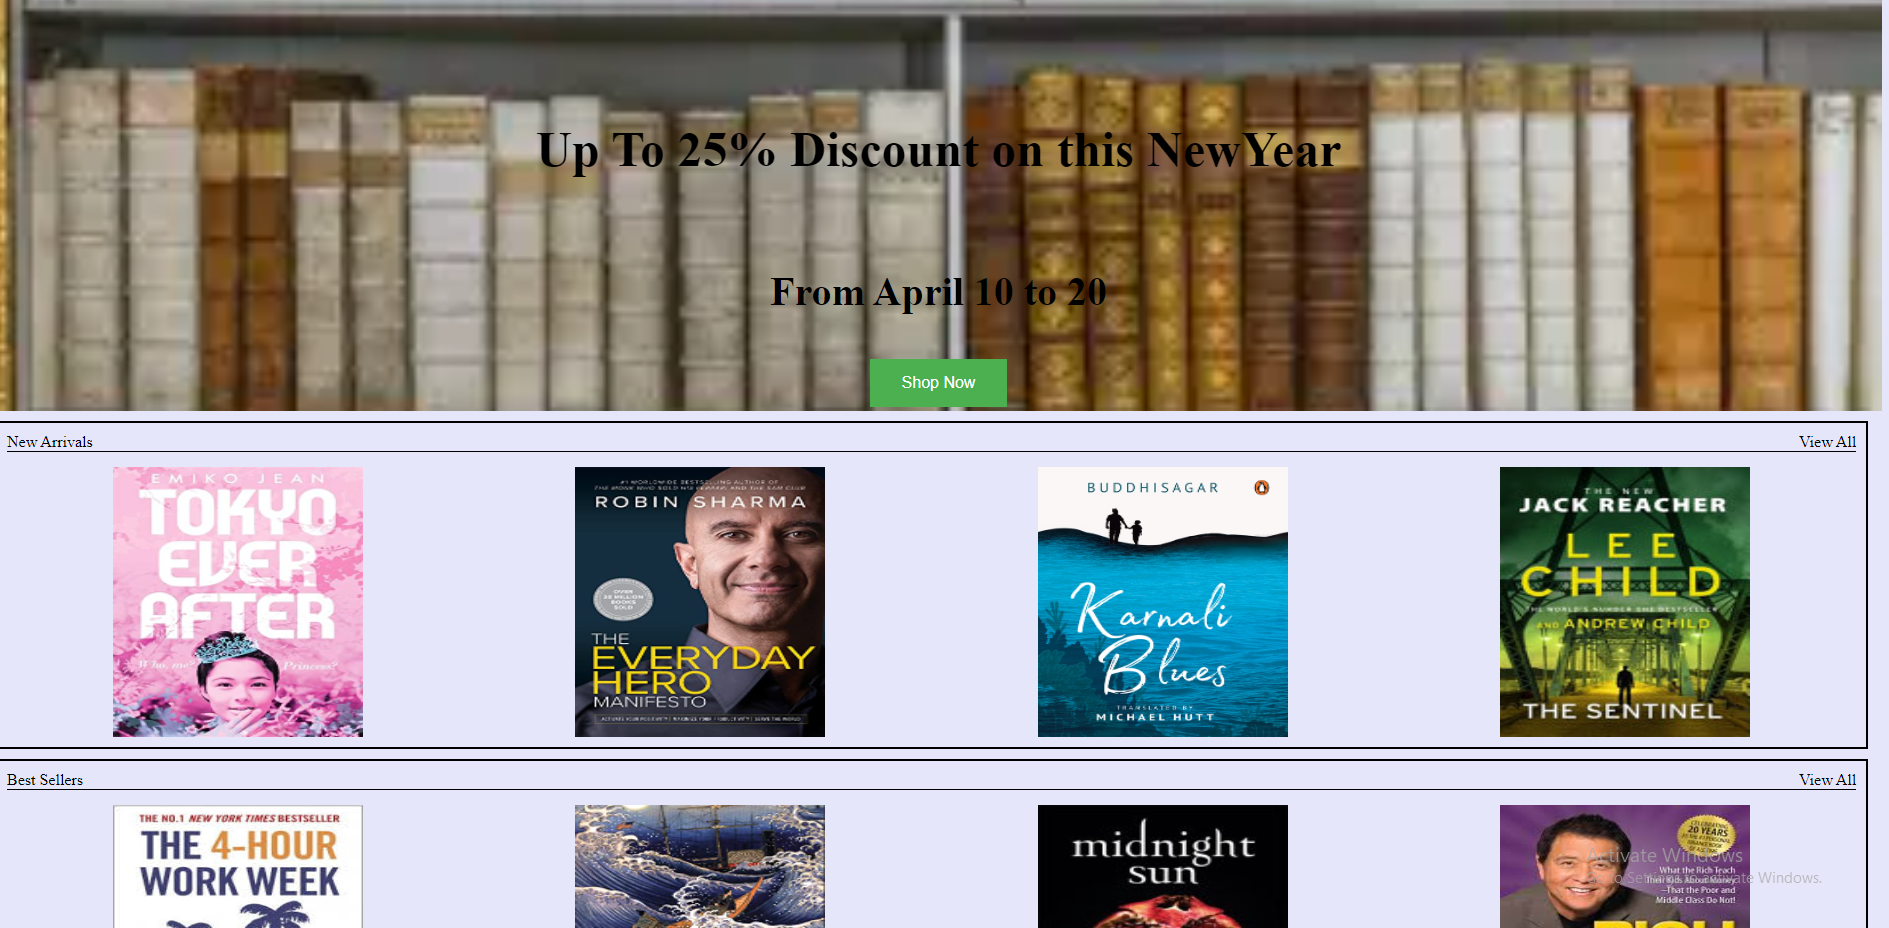 Up To 25% Discount on this NewYear
From April 10 to 20
Shop Now
New Arrivals
View All
EMIKO JEAN
TOKYO
EVER
AFTER
Who, me?
Princess?
#1 WORLDWIDE BESTSELLING AUTHOR OF
THE MONK WHO SOLD HIS FERRARI AND THE 5AM CLUB
ROBIN SHARMA
OVER
20 MILLION
BOOKS
SOLD
THE
EVERYDAY
HERO
MANIFESTO
ACTIVATE YOUR POSITIVITY | MAXIMIZE YOUR PRODUCTIVITY | SERVE THE WORLD
BUDDHISAGAR
Karnali
Blues
TRANSLATED BY
MICHAEL HUTT
THE NEW
JACK REACHER
LEE
CHILD
THE WORLD'S NUMBER ONE BESTSELLER
AND ANDREW CHILD
THE SENTINEL
Best Sellers
View All
THE NO.1 NEW YORK TIMES BESTSELLER
THE 4-HOUR
WORK WEEK
midnight
sun
CELEBRATING
20 YEARS
What the Rich Teach
Their Kids About Money
–That the Poor and
Middle Class Do Not!
RICH
Activate Windows
Go to Settings to activate Windows.